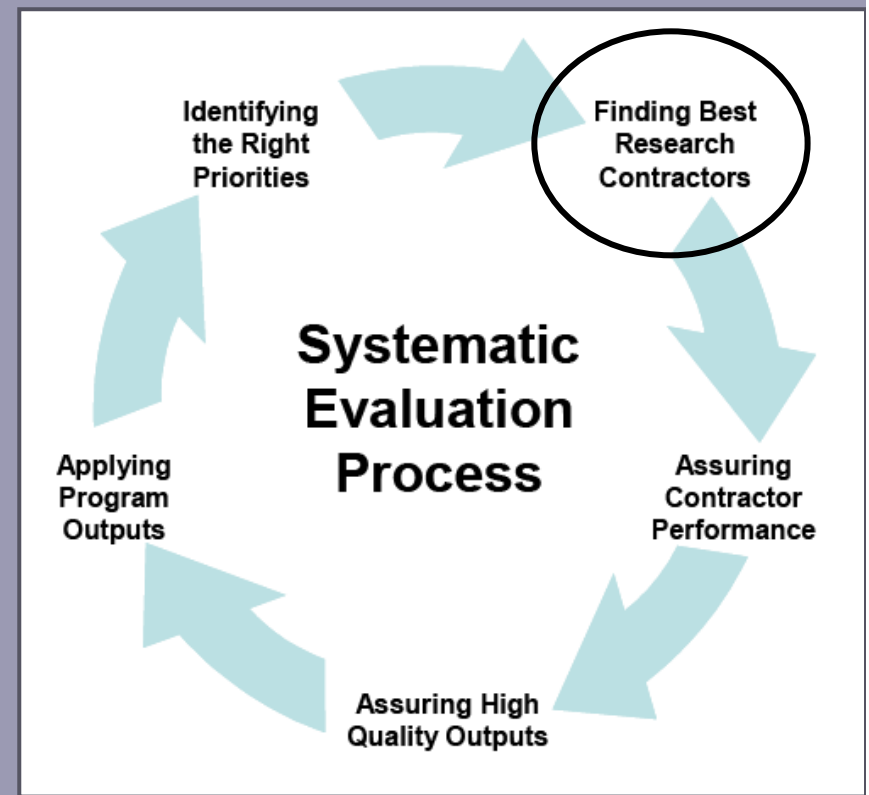 Identifying
the Right
Priorities
Finding Best
Research
Contractors
Systematic
Evaluation
Process
Applying
Program
Outputs
Assuring
Contractor
Performance
Assuring High
Quality Outputs